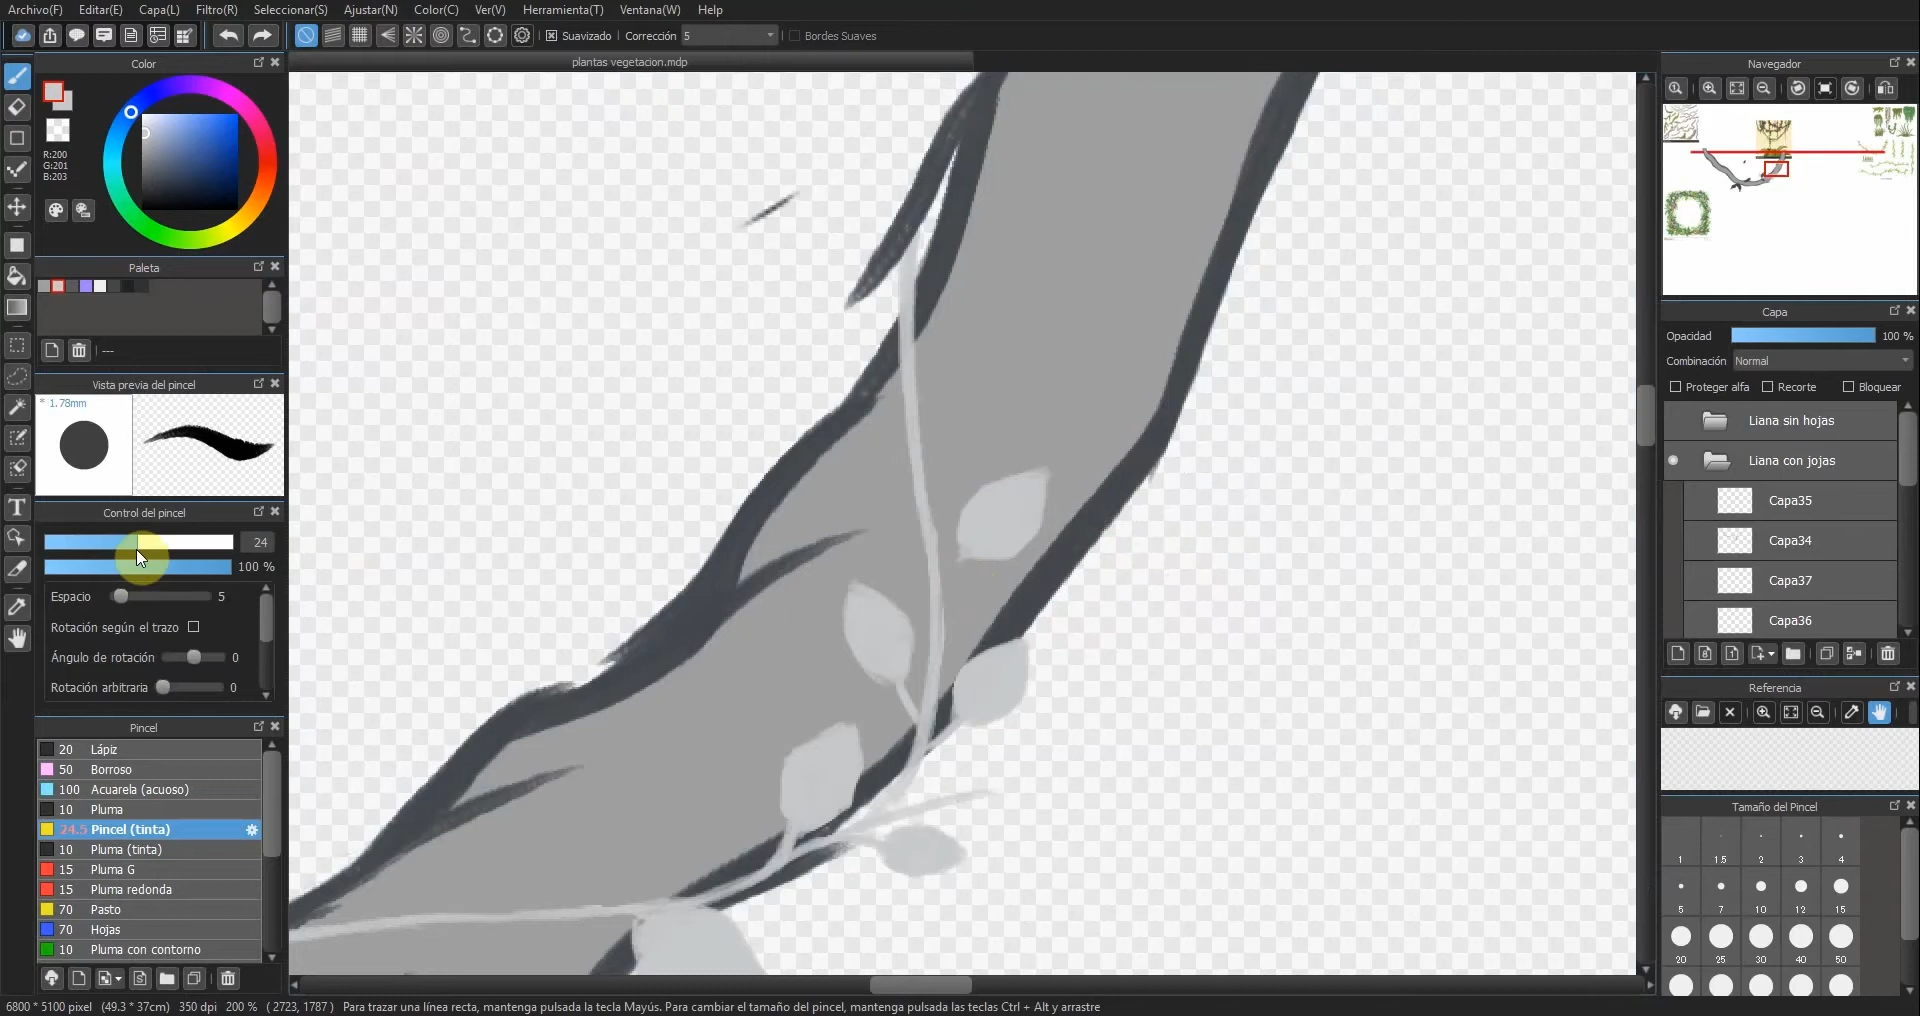 Archivo(F) Editar(E) Capa(L) Filtro(R) Seleccionar(S) Ajustar(N) Color(C) Ver(V) Herramienta(T) Ventana(W) Help
Suavizado Corrección 5 Bordes Suaves
plantas vegetacion.mdp
Color
R:200
G:201
B:203
Paleta
---
Vista previa del pincel
* 1.78mm
Control del pincel
24
100 %
Espacio 5
Rotación según el trazo
Ángulo de rotación 0
Rotación arbitraria 0
Pincel
20 Lápiz
50 Borroso
100 Acuarela (acuoso)
10 Pluma
24.5 Pincel (tinta)
10 Pluma (tinta)
15 Pluma G
15 Pluma redonda
70 Pasto
70 Hojas
10 Pluma con contorno
Navegador
Capa
Opacidad 100 %
Combinación Normal
Proteger alfa Recorte Bloquear
Liana sin hojas
Liana con jojas
Capa35
Capa34
Capa37
Capa36
Referencia
Tamaño del Pincel
1 1.5 2 3 4
5 7 10 12 15
20 25 30 40 50
6800 * 5100 pixel (49.3 * 37cm) 350 dpi 200 % ( 2723, 1787 ) Para trazar una línea recta, mantenga pulsada la tecla Mayús. Para cambiar el tamaño del pincel, mantenga pulsadas las teclas Ctrl + Alt y arrastre